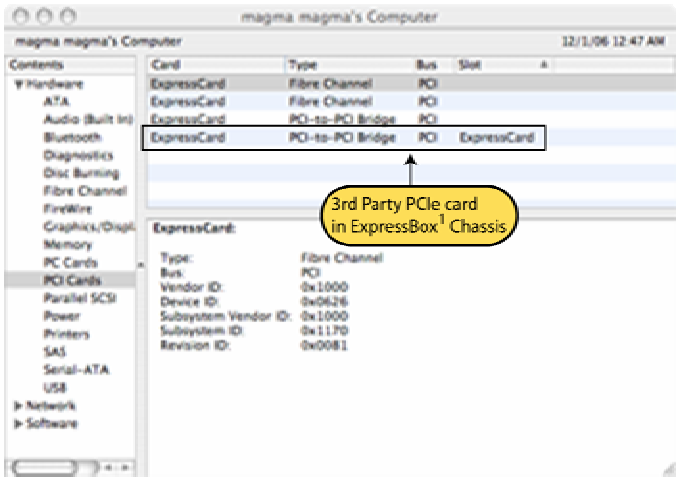 magma magma's Computer
magma magma's Computer 12/1/06 12:47 AM
Contents
Hardware
ATA
Audio (Built In)
Bluetooth
Diagnostics
Disc Burning
Fibre Channel
FireWire
Graphics/Displ
Memory
PC Cards
PCI Cards
Parallel SCSI
Power
Printers
SAS
Serial-ATA
USB
Network
Software
Card Type Bus Slot
ExpressCard Fibre Channel PCI
ExpressCard Fibre Channel PCI
ExpressCard PCI-to-PCI Bridge PCI
ExpressCard PCI-to-PCI Bridge PCI ExpressCard
3rd Party PCIe card
in ExpressBox1 Chassis
ExpressCard:
Type: Fibre Channel
Bus: PCI
Vendor ID: 0x1000
Device ID: 0x0626
Subsystem Vendor ID: 0x1000
Subsystem ID: 0x1170
Revision ID: 0x0081